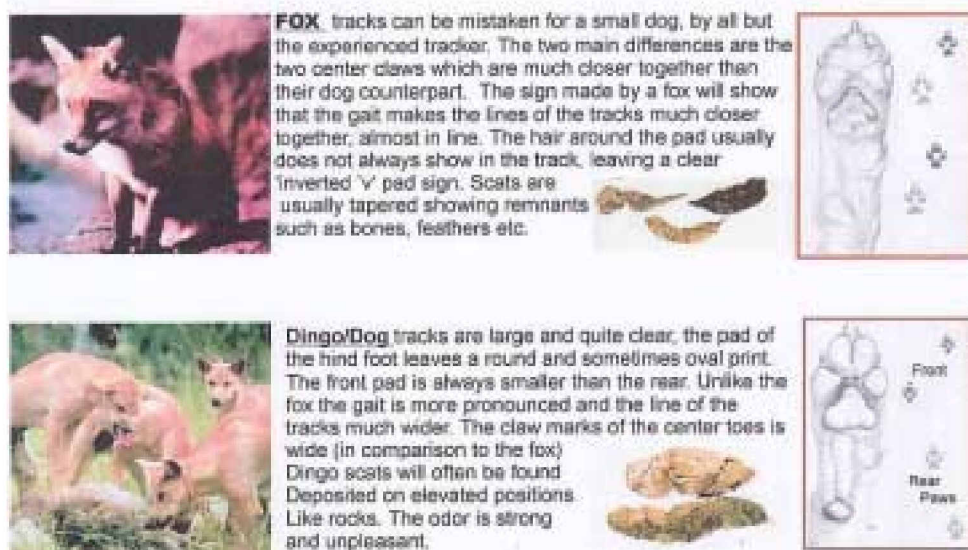 FOX tracks can be mistaken for a small dog, by all but
the experienced tracker. The two main differences are the
two center claws which are much closer together than
their dog counterpart. The sign made by a fox will show
that the gait makes the lines of the tracks much closer
together, almost in line. The hair around the pad usually
does not always show in the track, leaving a clear
'inverted 'v' pad sign. Scats are
usually tapered showing remnants
such as bones, feathers etc.
Dingo/Dog tracks are large and quite clear, the pad of
the hind foot leaves a round and sometimes oval print.
The front pad is always smaller than the rear. Unlike the
fox the gait is more pronounced and the line of the
tracks much wider. The claw marks of the center toes is
wide (in comparison to the fox)
Dingo scats will often be found
Deposited on elevated positions
Like rocks. The odor is strong
and unpleasant.
Front
Rear
Paws